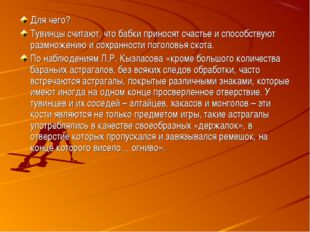 Для чего?
Тувинцы считают, что бабки приносят счастье и способствуют
размножению и сохранности поголовья скота.
По наблюдениям Л.Р. Кызласова «кроме большого количества
бараньих астрагалов, без всяких следов обработки, часто
встречаются астрагалы, покрытые различными знаками, которые
имеют иногда на одном конце просверленное отверстие. У
тувинцев и их соседей – алтайцев, хакасов и монголов – эти
кости являются не только предметом игры, такие астрагалы
употреблялись в качестве своеобразных «держалок», в
отверстие которых пропускался и завязывался ремешок, на
конце которого висело… огниво».